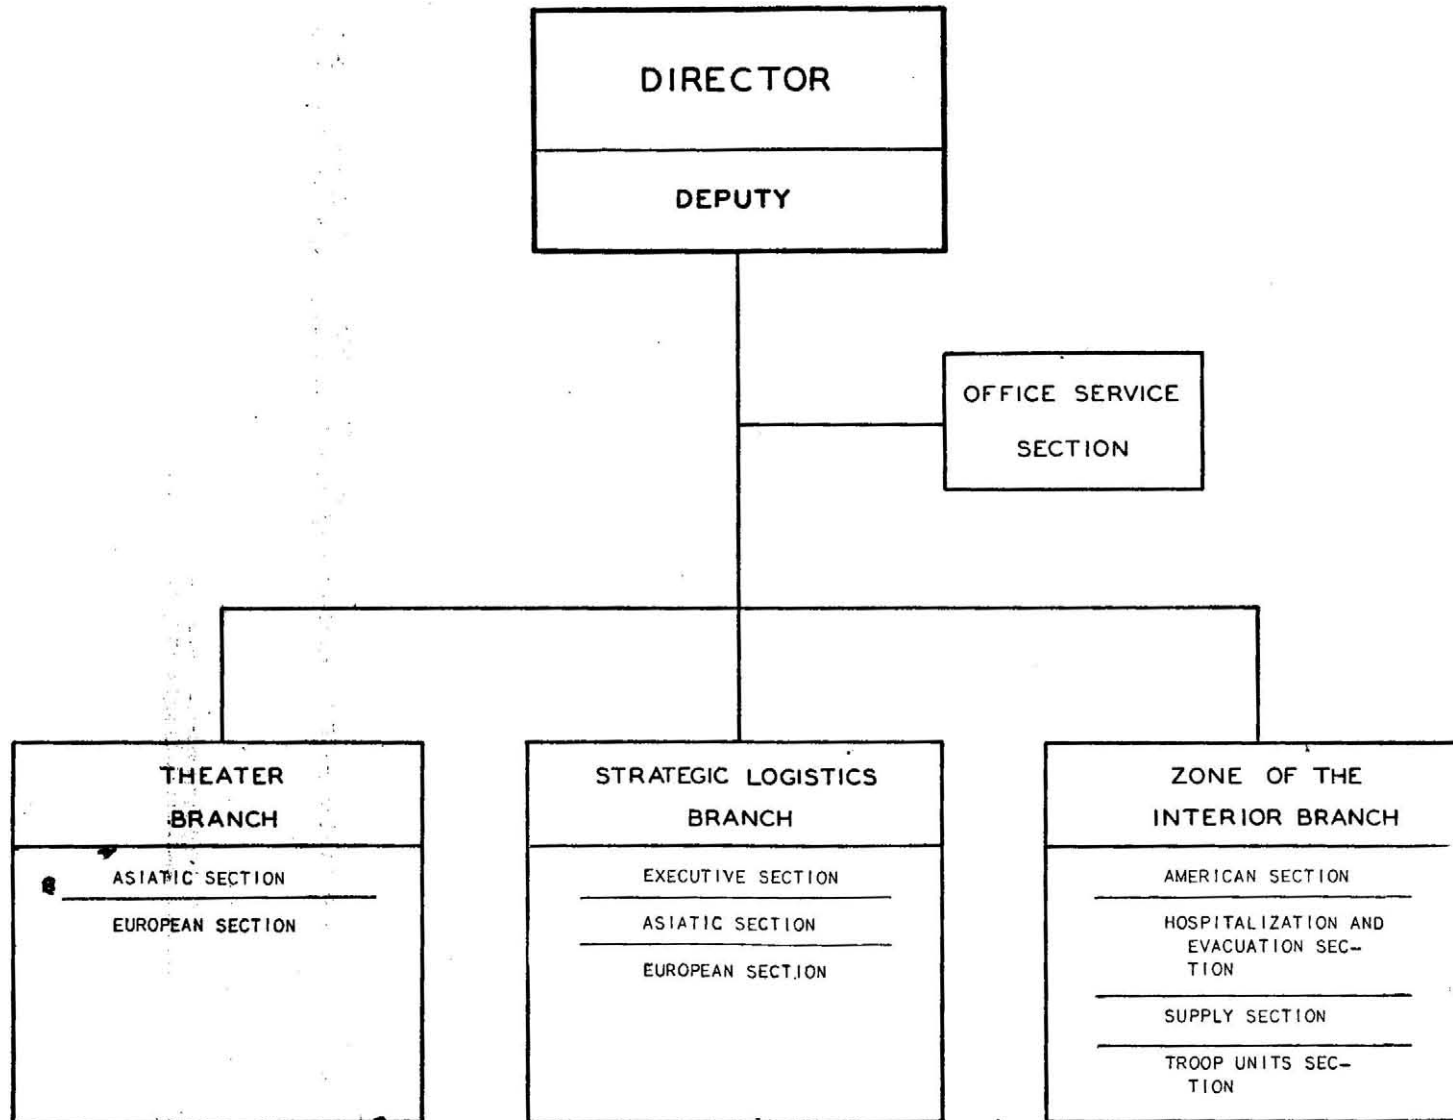 DIRECTOR
DEPUTY
OFFICE SERVICE
SECTION
THEATER
BRANCH
ASIATIC SECTION
EUROPEAN SECTION
STRATEGIC LOGISTICS
BRANCH
EXECUTIVE SECTION
ASIATIC SECTION
EUROPEAN SECTION
ZONE OF THE
INTERIOR BRANCH
AMERICAN SECTION
HOSPITALIZATION AND
EVACUATION SEC-
TION
SUPPLY SECTION
TROOP UNITS SEC-
TION